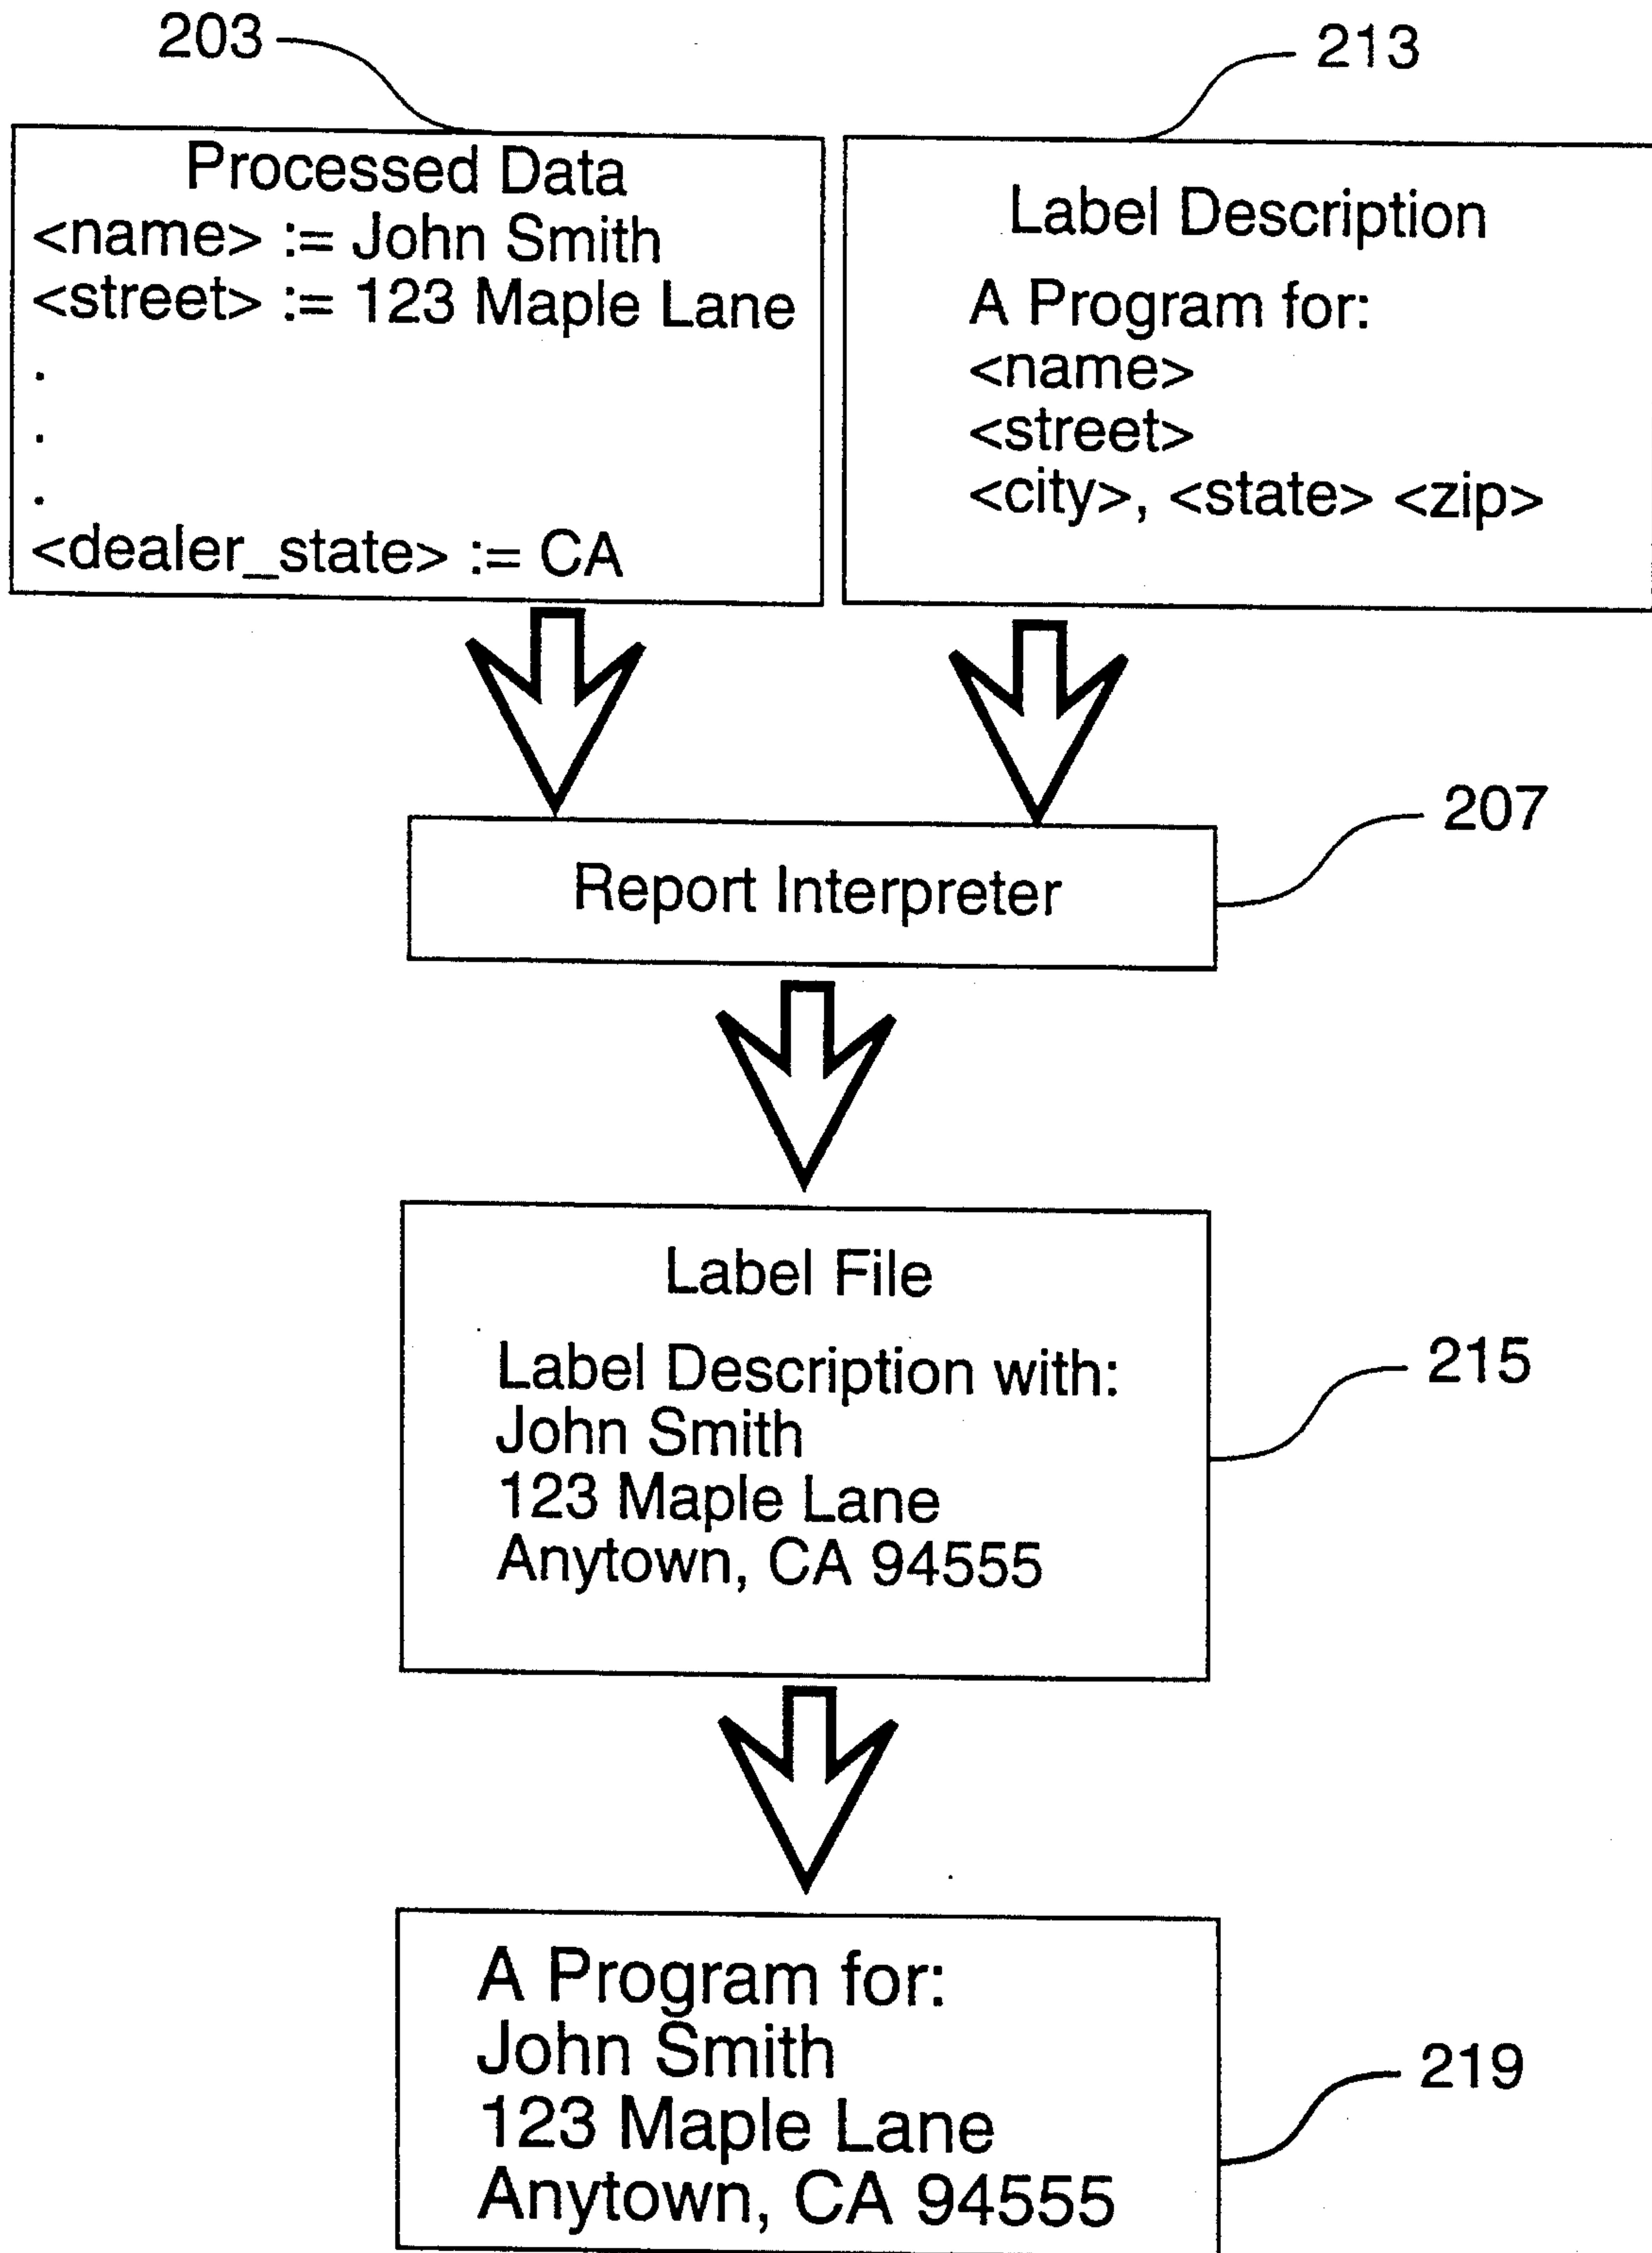 203
213
Processed Data
<name> := John Smith
<street> := 123 Maple Lane
.
.
.
<dealer_state> := CA
Label Description
A Program for:
<name>
<street>
<city>, <state> <zip>
207
Report Interpreter
Label File
Label Description with:
John Smith
123 Maple Lane
Anytown, CA 94555
215
A Program for:
John Smith
123 Maple Lane
Anytown, CA 94555
219